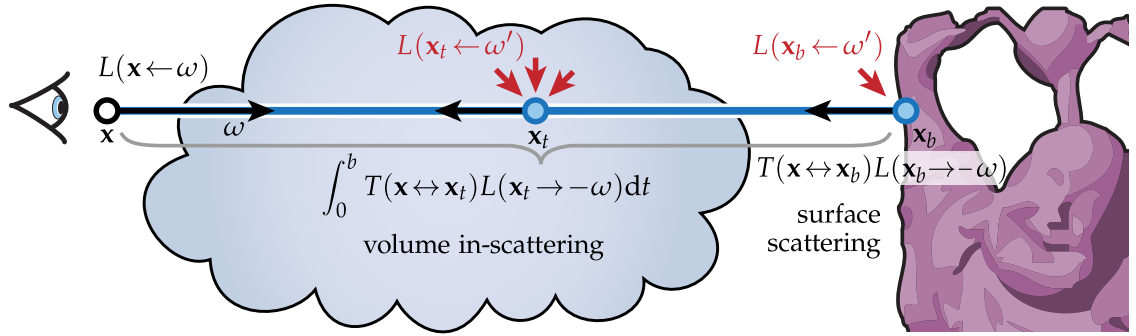 L(x←ω)
L(x_t←ω′)
L(x_b←ω′)
x
ω
x_t
x_b
∫_0^b T(x↔x_t)L(x_t→−ω)dt
T(x↔x_b)L(x_b→−ω)
volume in-scattering
surface
scattering